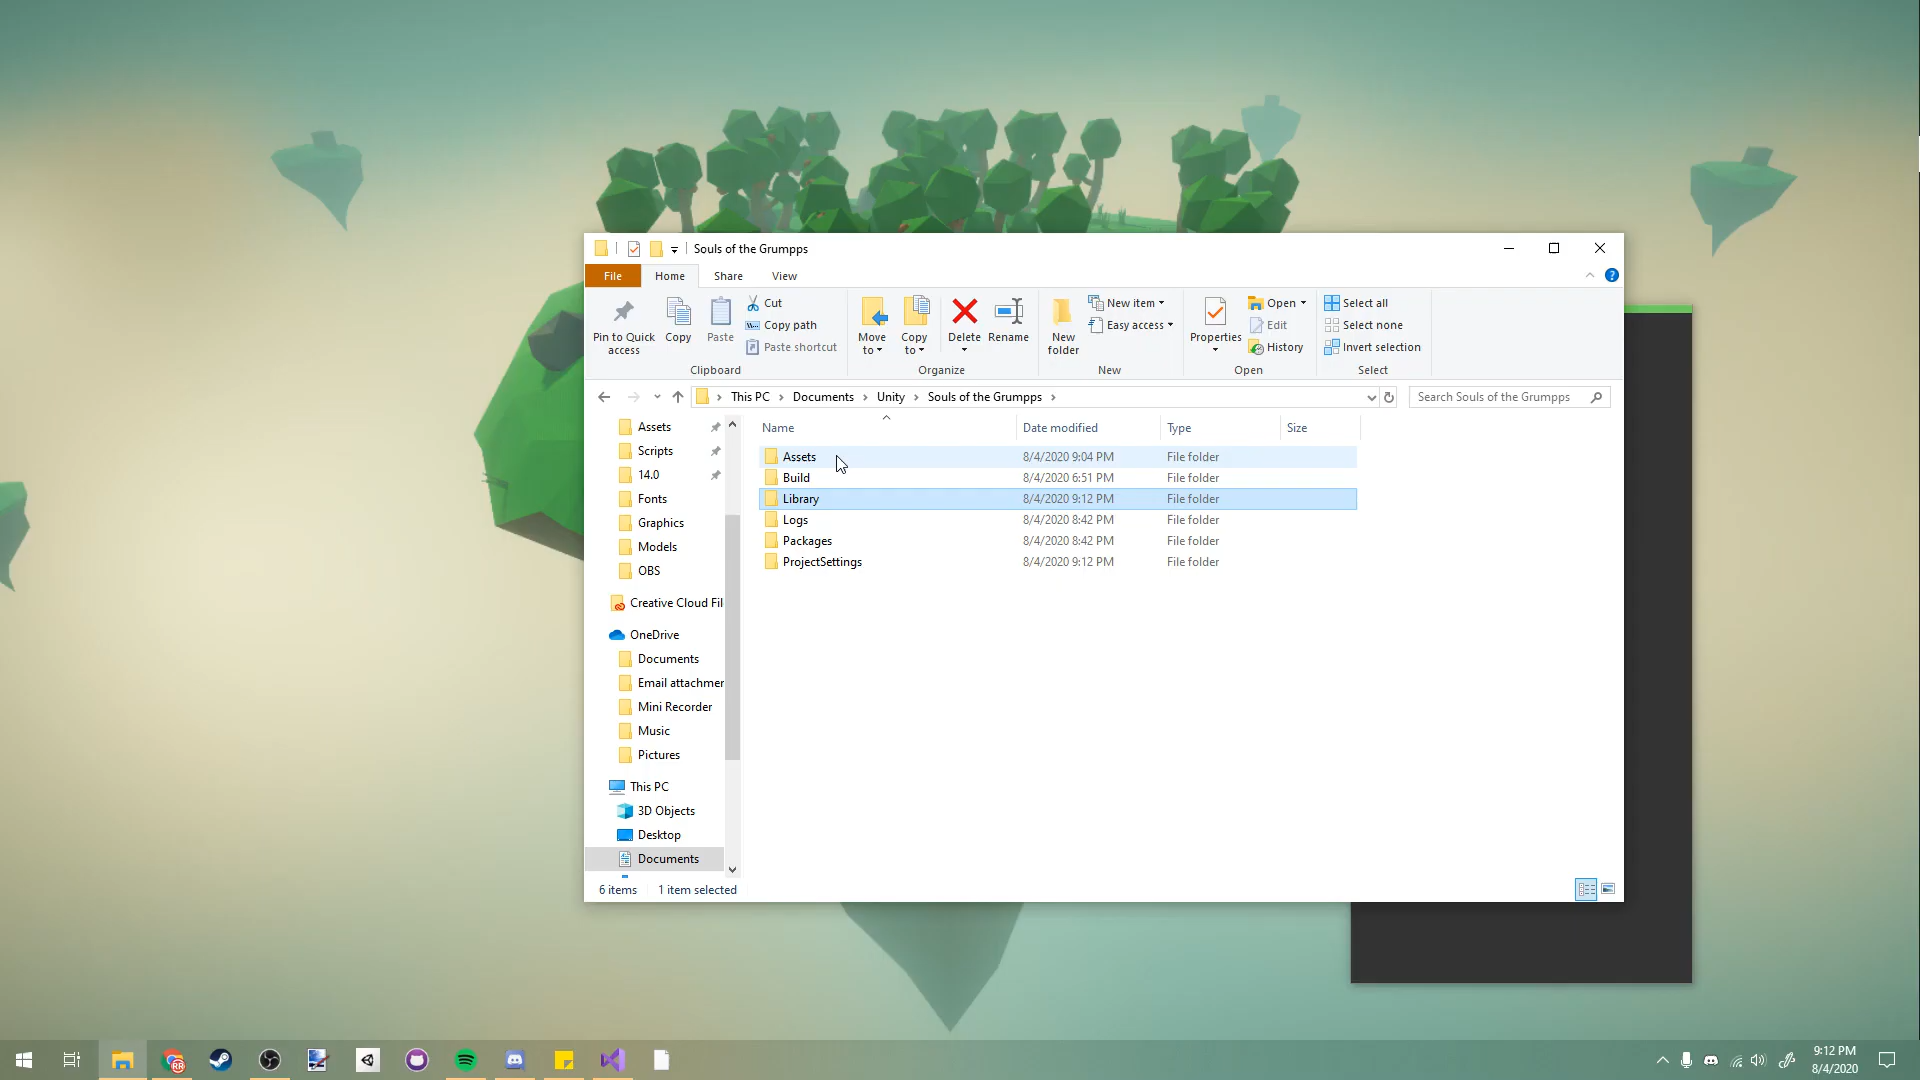 Souls of the Grumpps
File
Home
Share
View
Pin to Quick access
Copy
Paste
Cut
Copy path
Paste shortcut
Clipboard
Move to
Copy to
Delete
Rename
Organize
New folder
New item
Easy access
New
Properties
Open
Edit
History
Open
Select all
Select none
Invert selection
Select
This PC > Documents > Unity > Souls of the Grumpps >
Search Souls of the Grumpps
Assets
Scripts
14.0
Fonts
Graphics
Models
OBS
Creative Cloud Fil
OneDrive
Documents
Email attachmer
Mini Recorder
Music
Pictures
This PC
3D Objects
Desktop
Documents
Name Date modified Type Size
Assets 8/4/2020 9:04 PM File folder
Build 8/4/2020 6:51 PM File folder
Library 8/4/2020 9:12 PM File folder
Logs 8/4/2020 8:42 PM File folder
Packages 8/4/2020 8:42 PM File folder
ProjectSettings 8/4/2020 9:12 PM File folder
6 items 1 item selected
9:12 PM
8/4/2020